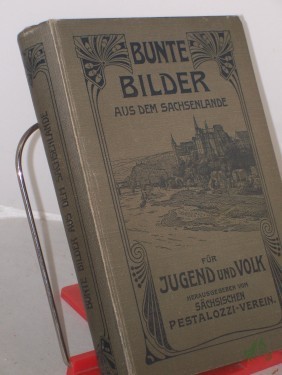 BUNTE
BILDER
AUS DEM SACHSENLANDE
FÜR
JUGEND UND VOLK
HERAUSGEGEBEN VOM
SÄCHSISCHEN
PESTALOZZI-VEREIN.
BUNTE BILDER AUS DEM SACHSENLANDE